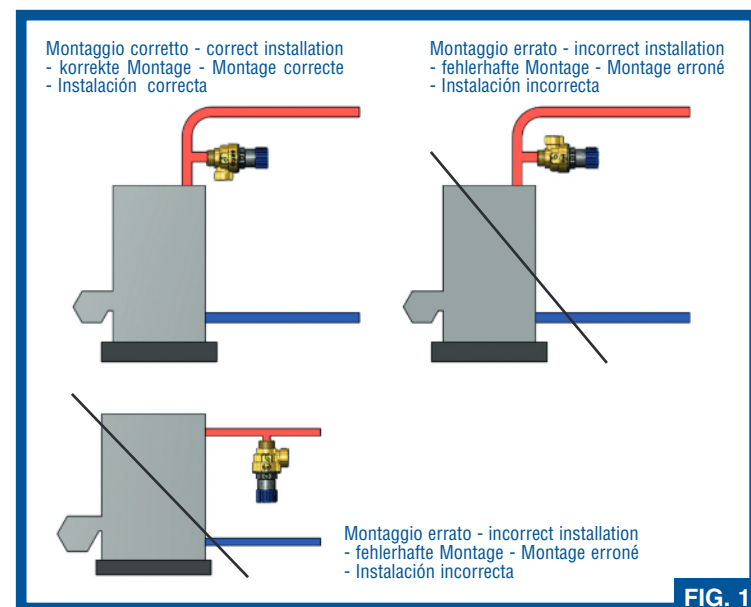 Montaggio corretto - correct installation
- korrekte Montage - Montage correcte
- Instalación correcta
Montaggio errato - incorrect installation
- fehlerhafte Montage - Montage erroné
- Instalación incorrecta
Montaggio errato - incorrect installation
- fehlerhafte Montage - Montage erroné
- Instalación incorrecta
FIG. 1